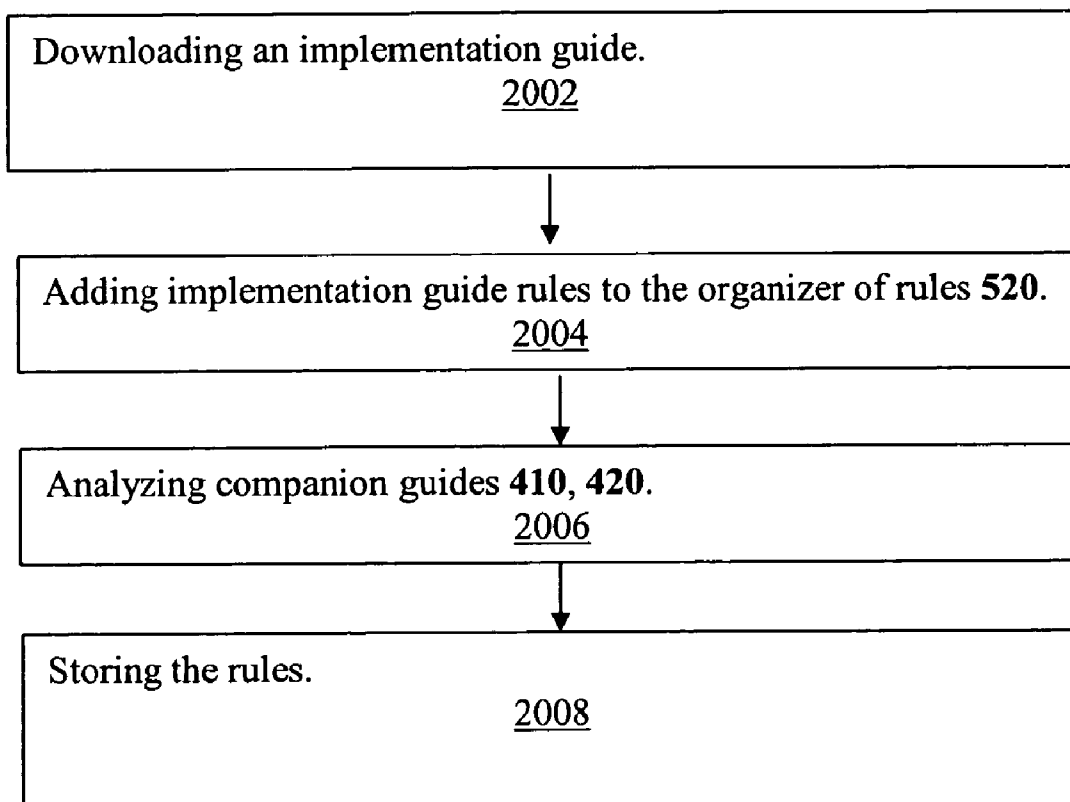 Downloading an implementation guide.
2002
Adding implementation guide rules to the organizer of rules 520.
2004
Analyzing companion guides 410, 420.
2006
Storing the rules.
2008